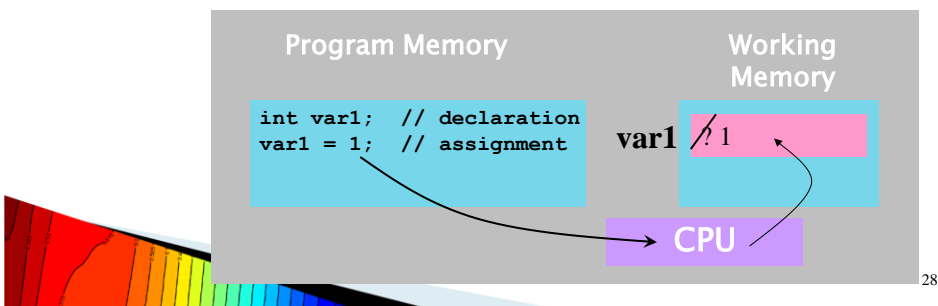 Program Memory
Working
Memory
int var1;  // declaration
var1 = 1;  // assignment
var1
? 1
CPU
28